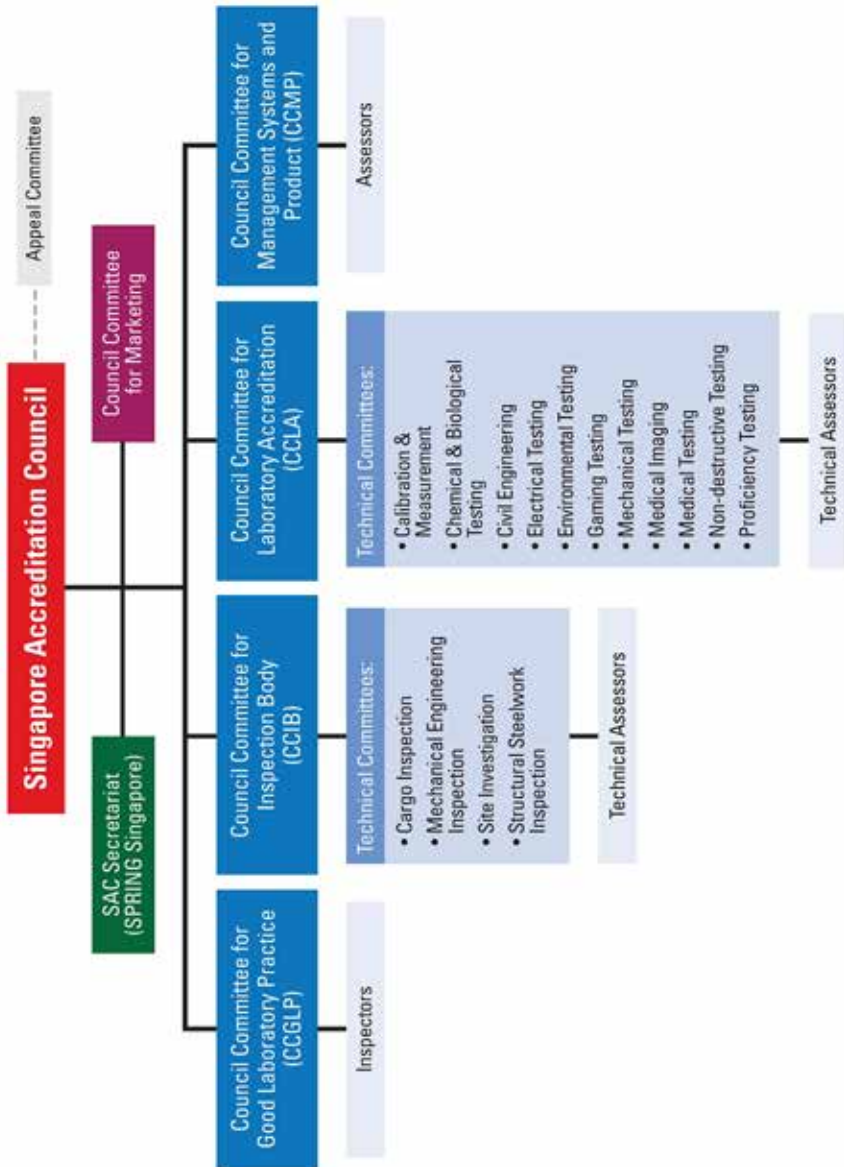 Singapore Accreditation Council
Appeal Committee
SAC Secretariat
(SPRING Singapore)
Council Committee
for Marketing
Council Committee for
Good Laboratory Practice
(CCGLP)
Inspectors
Council Committee for
Inspection Body
(CCIB)
Technical Committees:
• Cargo Inspection
• Mechanical Engineering
Inspection
• Site Investigation
• Structural Steelwork
Inspection
Technical Assessors
Council Committee for
Laboratory Accreditation
(CCLA)
Technical Committees:
• Calibration &
Measurement
• Chemical & Biological
Testing
• Civil Engineering
• Electrical Testing
• Environmental Testing
• Gaming Testing
• Mechanical Testing
• Medical Imaging
• Medical Testing
• Non-destructive Testing
• Proficiency Testing
Technical Assessors
Council Committee for
Management Systems and
Product (CCMP)
Assessors